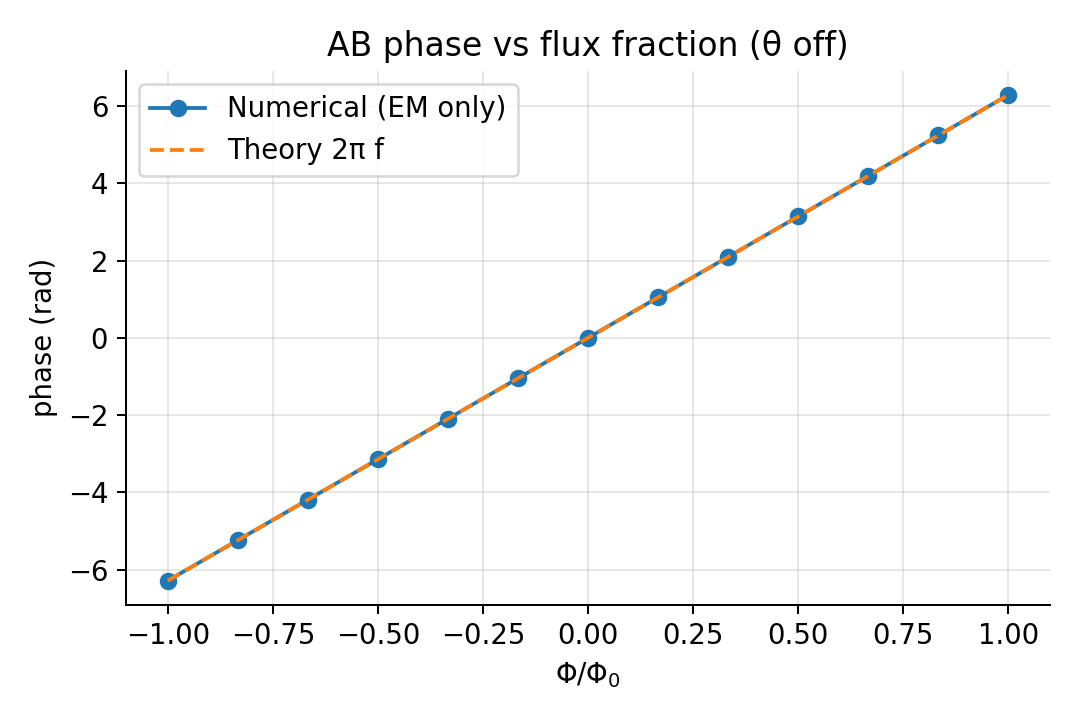 AB phase vs flux fraction (θ off)
Numerical (EM only)
Theory 2π f
phase (rad)
6
4
2
0
−2
−4
−6
−1.00 −0.75 −0.50 −0.25 0.00 0.25 0.50 0.75 1.00
Φ/Φ₀